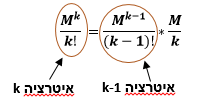 M^k / k! = M^(k-1) / (k-1)! * M / k
איטרציה k
איטרציה k-1